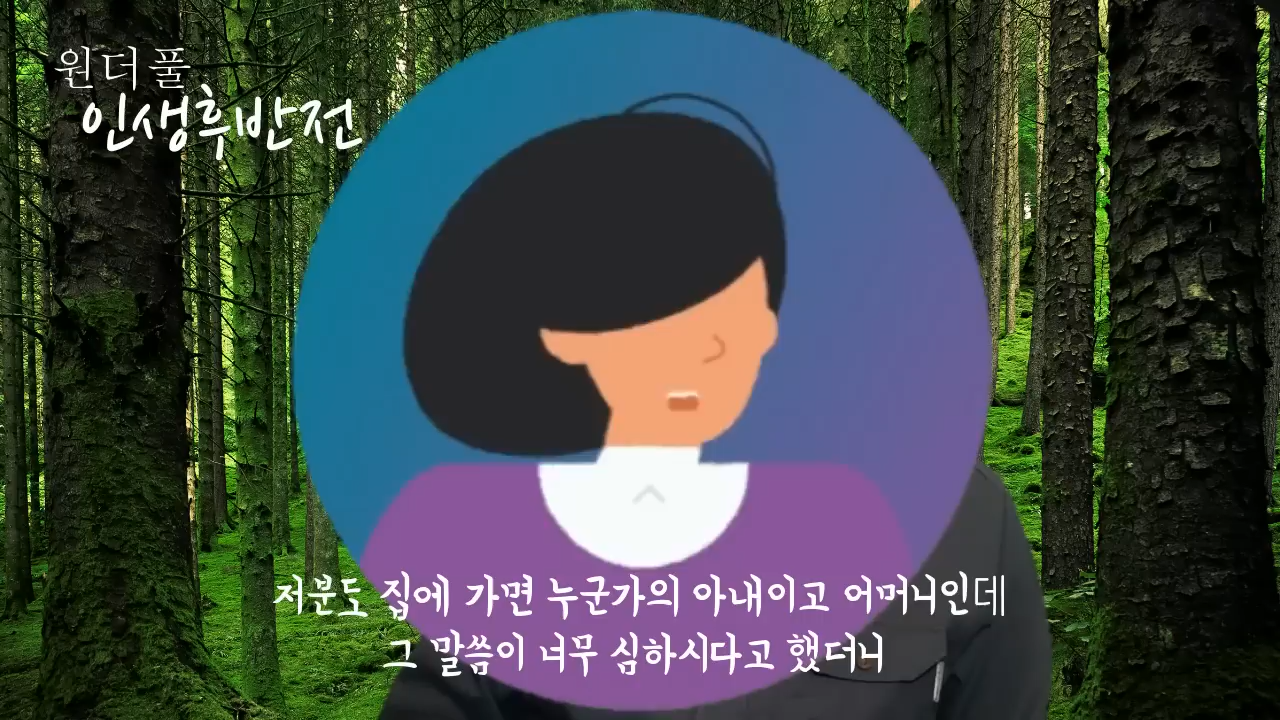 원더풀
인생후반전
저분도 집에 가면 누군가의 아내이고 어머니인데
그 말씀이 너무 심하시다고 했더니